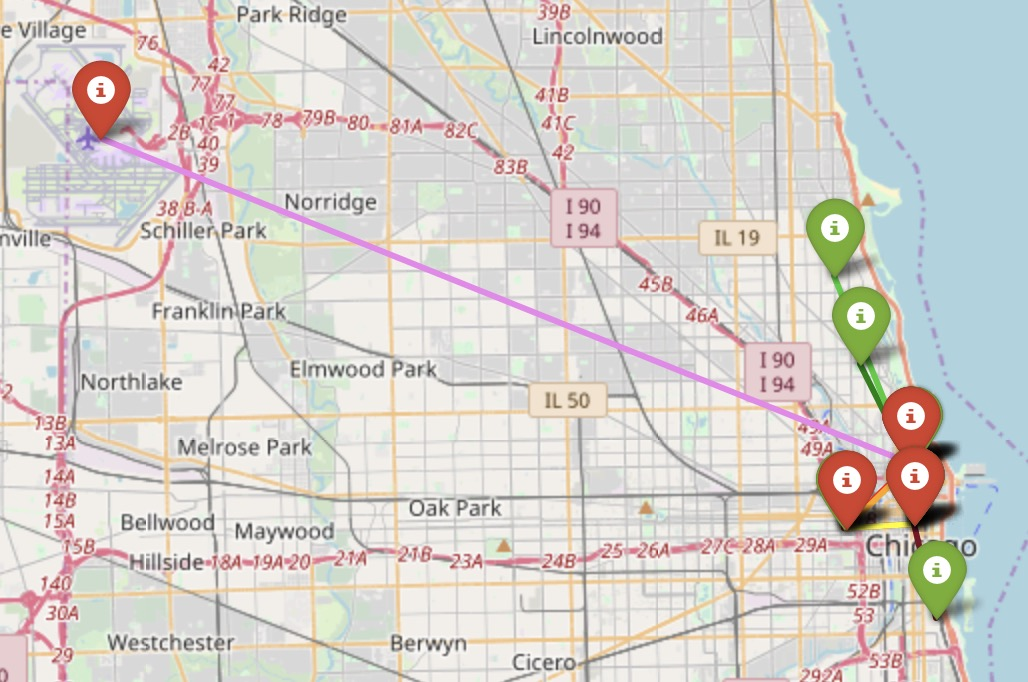 Park Ridge
39B
e Village
Lincolnwood
76
42
77
41B
77
1C 1
78
79B
80
81A
82C
41C
2B
40
42
39
83B
38 B-A
Norridge
I 90
I 94
Schiller Park
IL 19
nville
45B
Franklin Park
46A
I 90
I 94
Elmwood Park
Northlake
2
IL 50
13B
49A
13A
Melrose Park
49A
14A
14B
Oak Park
15A
Bellwood
Maywood
15B
Hillside
18A
19A
20
21A
21B
23A
24B
25
26A
27C
28A
29A
140
52B
30A
53
Westchester
Berwyn
29
Cicero
53B
292A
0